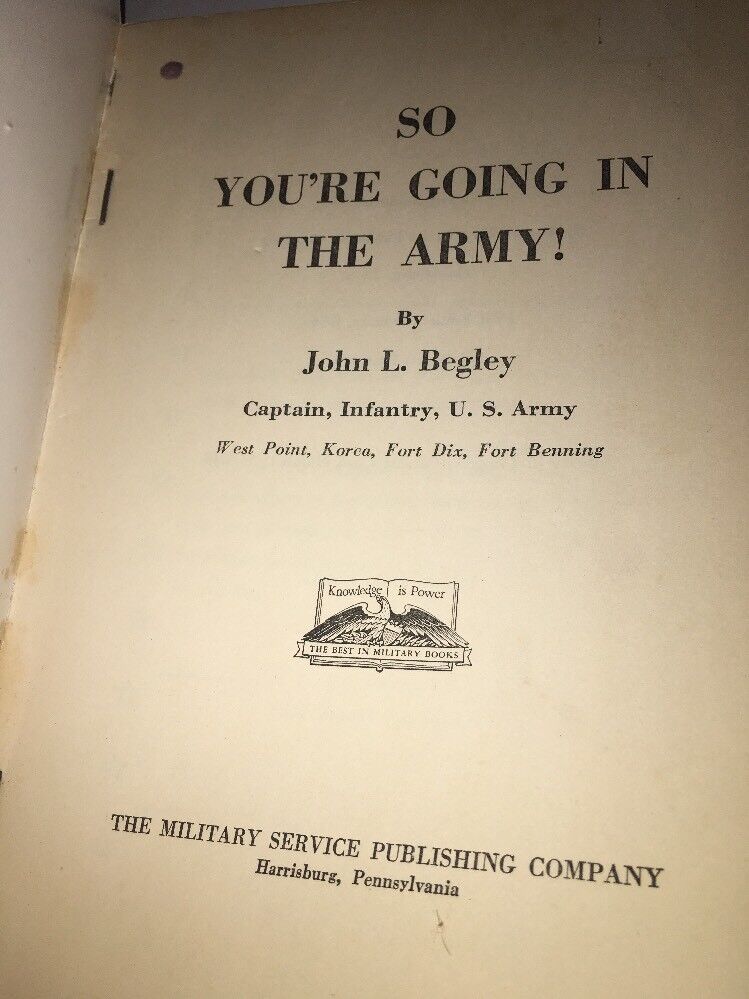 SO
YOU'RE GOING IN
THE ARMY!
By
John L. Begley
Captain, Infantry, U. S. Army
West Point, Korea, Fort Dix, Fort Benning
Knowledge is Power
THE BEST IN MILITARY BOOKS
THE MILITARY SERVICE PUBLISHING COMPANY
Harrisburg, Pennsylvania